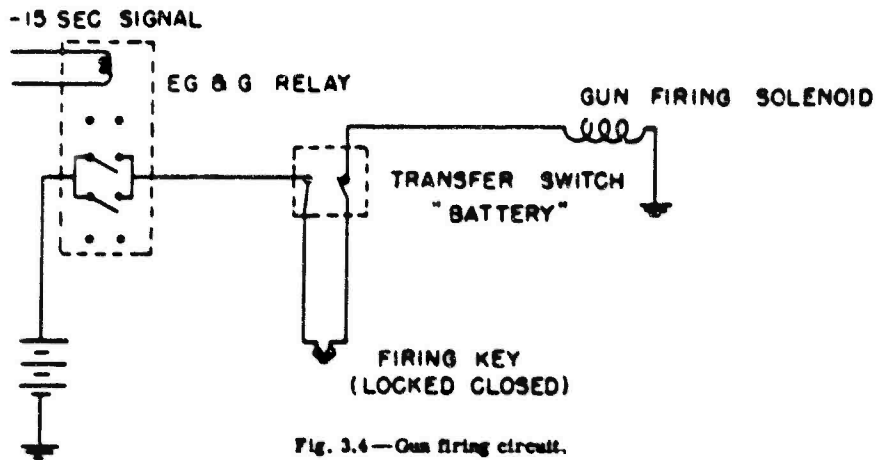 -15 SEC SIGNAL
EG & G RELAY
GUN FIRING SOLENOID
TRANSFER SWITCH
"BATTERY"
FIRING KEY
(LOCKED CLOSED)
Fig. 3.4—Gun firing circuit.